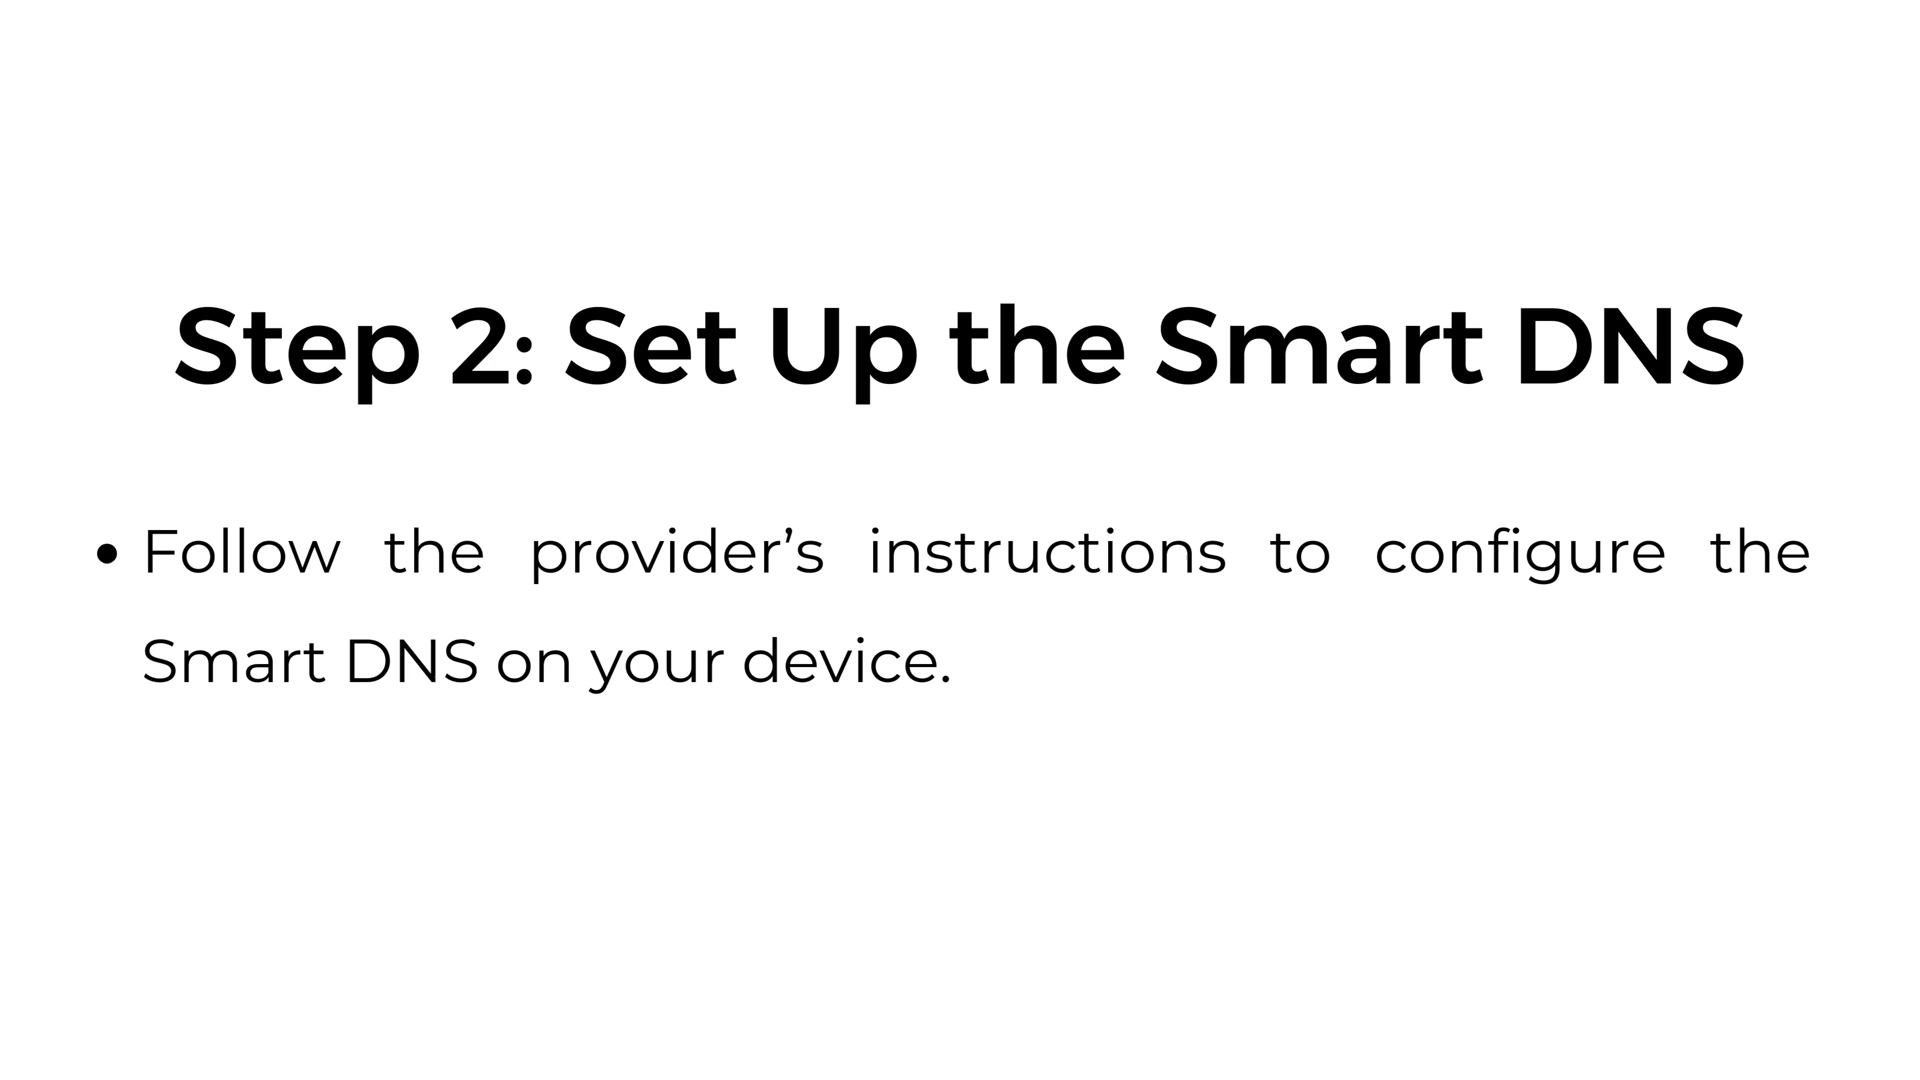 Step 2: Set Up the Smart DNS
• Follow the provider’s instructions to configure the
Smart DNS on your device.